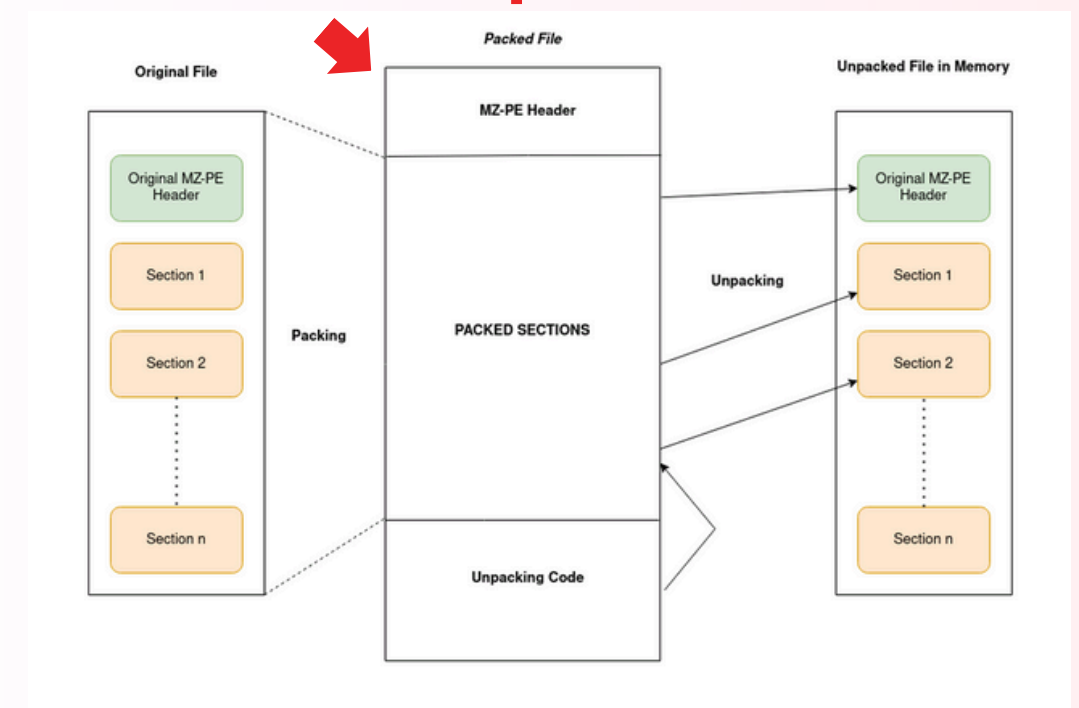 Packed File
Original File
Unpacked File in Memory
MZ-PE Header
Original MZ-PE
Header
Section 1
Section 2
Section n
Packing
PACKED SECTIONS
Unpacking Code
Unpacking
Original MZ-PE
Header
Section 1
Section 2
Section n